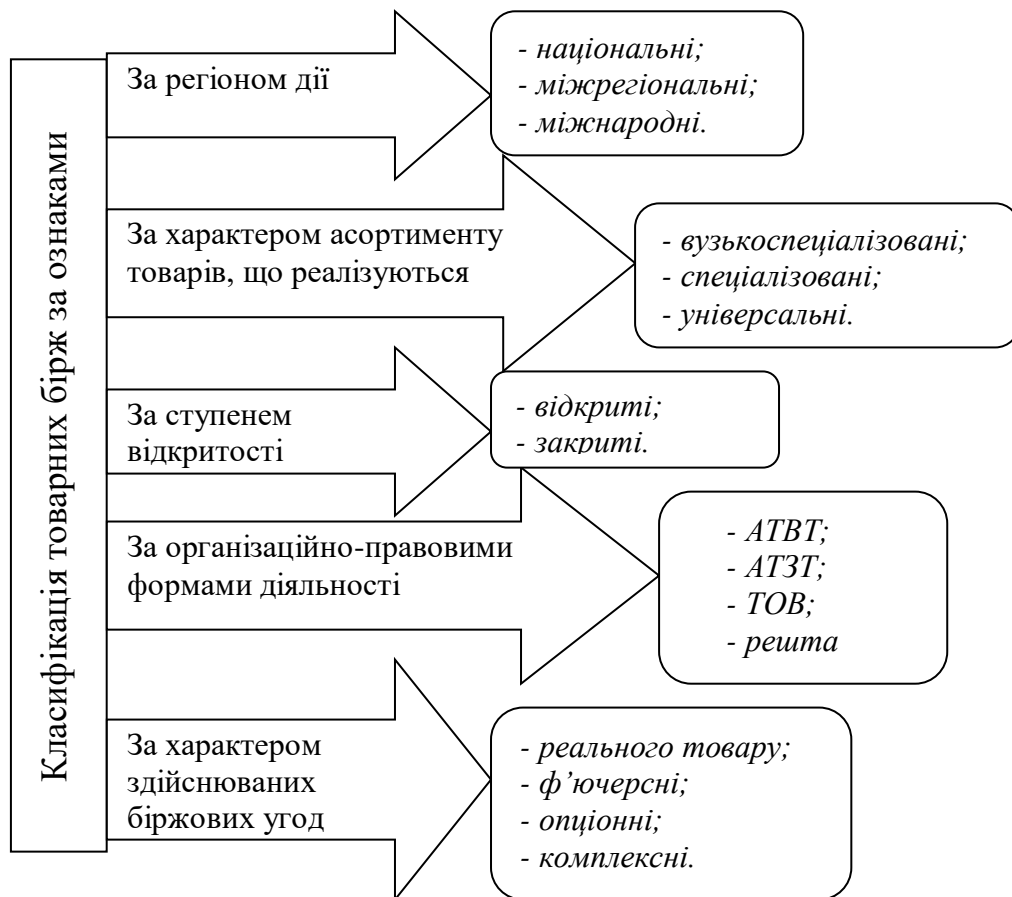 Класифікація товарних бірж за ознаками
За регіоном дії
- національні;
- міжрегіональні;
- міжнародні.
За характером асортименту
товарів, що реалізуються
- вузькоспеціалізовані;
- спеціалізовані;
- універсальні.
За ступенем
відкритості
- відкриті;
- закриті.
За організаційно-правовими
формами діяльності
- АТВТ;
- АТЗТ;
- ТОВ;
- решта
За характером
здійснюваних
біржових угод
- реального товару;
- ф’ючерсні;
- опціонні;
- комплексні.